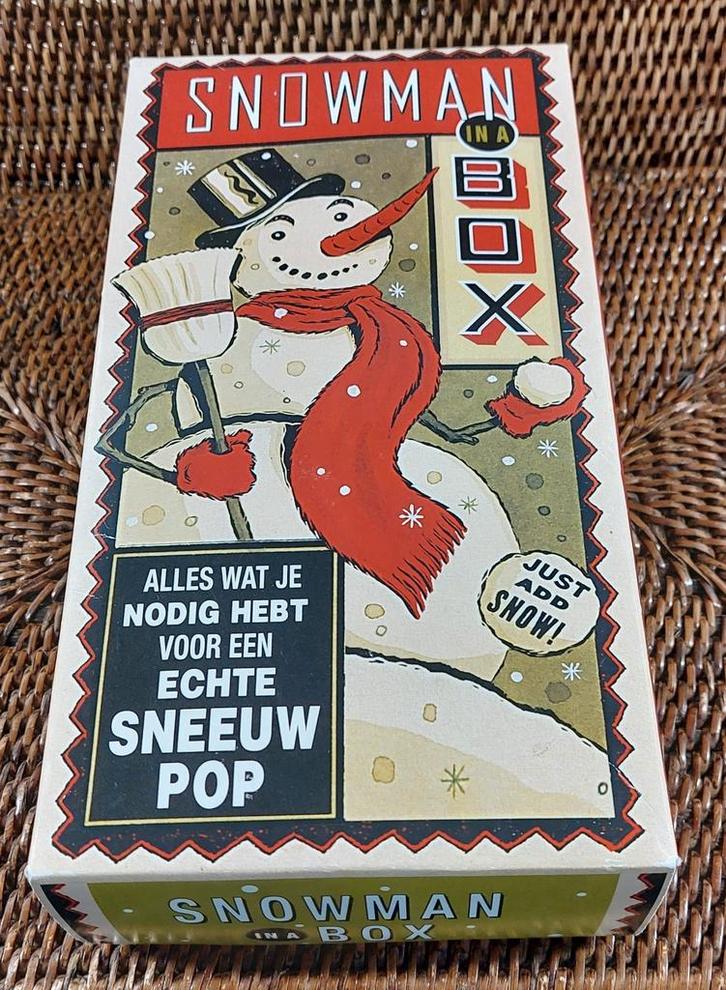 SNOWMAN
IN A
BOX
ALLES WAT JE
NODIG HEBT
VOOR EEN
ECHTE
SNEEUW
POP
JUST
ADD
SNOW!
SNOWMAN
IN A BOX